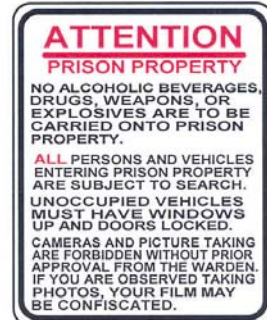 ATTENTION
PRISON PROPERTY
NO ALCOHOLIC BEVERAGES,
DRUGS, WEAPONS, OR
EXPLOSIVES ARE TO BE
CARRIED ONTO PRISON
PROPERTY.
ALL PERSONS AND VEHICLES
ENTERING PRISON PROPERTY
ARE SUBJECT TO SEARCH.
UNOCCUPIED VEHICLES
MUST HAVE WINDOWS
UP AND DOORS LOCKED.
CAMERAS AND PICTURE TAKING
ARE FORBIDDEN WITHOUT PRIOR
APPROVAL FROM THE WARDEN.
IF YOU ARE OBSERVED TAKING
PHOTOS, YOUR FILM MAY
BE CONFISCATED.